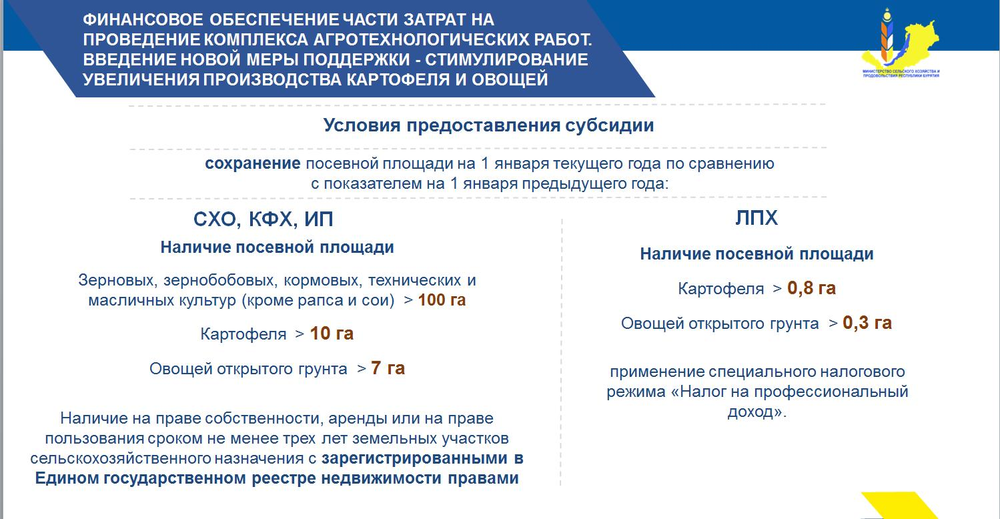 ФИНАНСОВОЕ ОБЕСПЕЧЕНИЕ ЧАСТИ ЗАТРАТ НА
ПРОВЕДЕНИЕ КОМПЛЕКСА АГРОТЕХНОЛОГИЧЕСКИХ РАБОТ.
ВВЕДЕНИЕ НОВОЙ МЕРЫ ПОДДЕРЖКИ - СТИМУЛИРОВАНИЕ
УВЕЛИЧЕНИЯ ПРОИЗВОДСТВА КАРТОФЕЛЯ И ОВОЩЕЙ
МИНИСТЕРСТВО СЕЛЬСКОГО ХОЗЯЙСТВА И
ПРОДОВОЛЬСТВИЯ РЕСПУБЛИКИ БУРЯТИЯ
Условия предоставления субсидии
сохранение посевной площади на 1 января текущего года по сравнению
с показателем на 1 января предыдущего года:
СХО, КФХ, ИП
Наличие посевной площади
Зерновых, зернобобовых, кормовых, технических и
масличных культур (кроме рапса и сои) > 100 га
Картофеля > 10 га
Овощей открытого грунта > 7 га
Наличие на праве собственности, аренды или на праве
пользования сроком не менее трех лет земельных участков
сельскохозяйственного назначения с зарегистрированными в
Едином государственном реестре недвижимости правами
ЛПХ
Наличие посевной площади
Картофеля > 0,8 га
Овощей открытого грунта > 0,3 га
применение специального налогового
режима «Налог на профессиональный
доход».